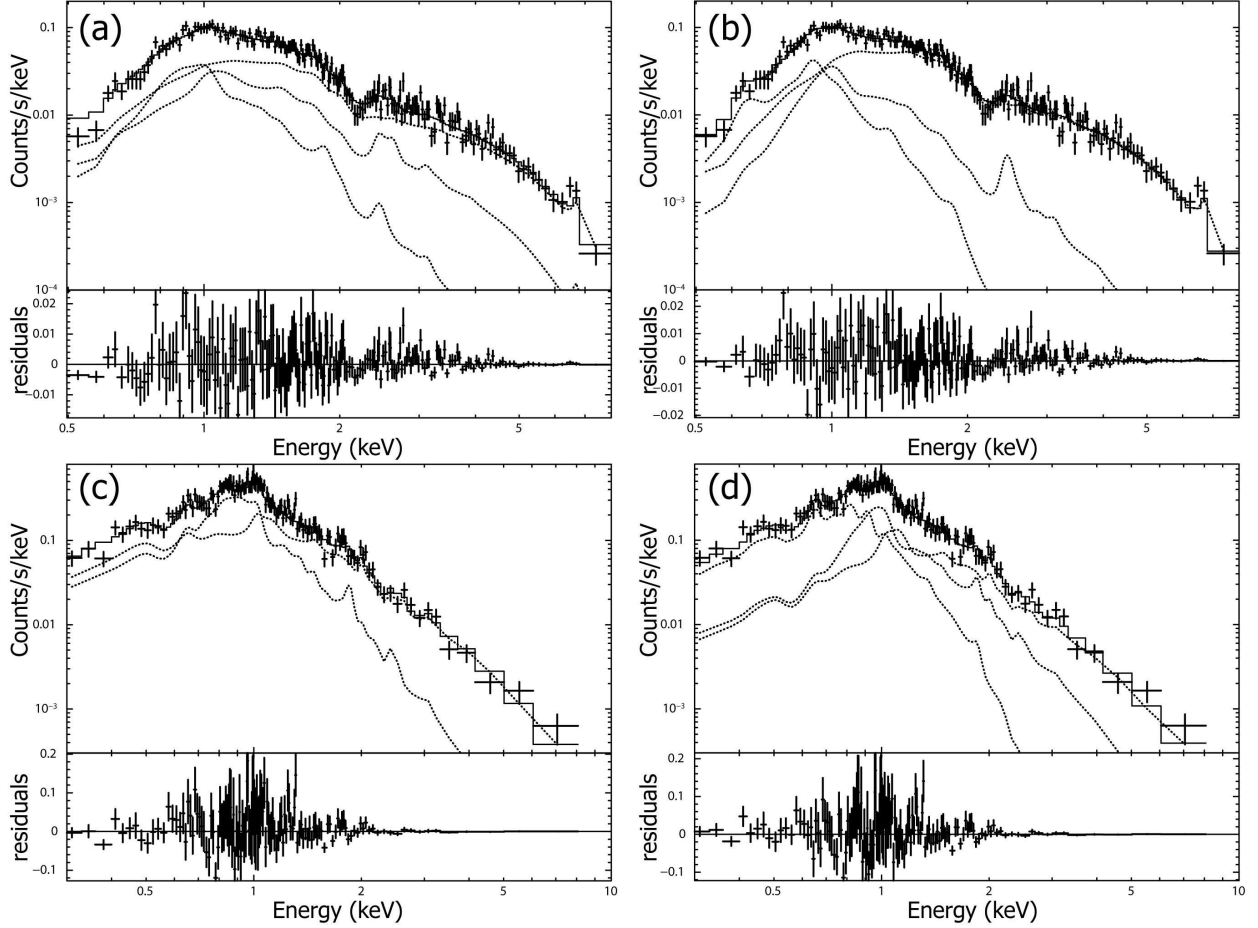 (a)
Counts/s/keV
0.1
0.01
10⁻³
10⁻⁴
residuals
0.02
0.01
0
−0.01
0.5 1 2 5
Energy (keV)
(b)
Counts/s/keV
0.1
0.01
10⁻³
10⁻⁴
residuals
0.02
0.01
0
−0.01
−0.02
0.5 1 2 5
Energy (keV)
(c)
Counts/s/keV
0.1
0.01
10⁻³
residuals
0.2
0.1
0
−0.1
0.5 1 2 5 10
Energy (keV)
(d)
Counts/s/keV
0.1
0.01
10⁻³
residuals
0.2
0.1
0
−0.1
0.5 1 2 5 10
Energy (keV)